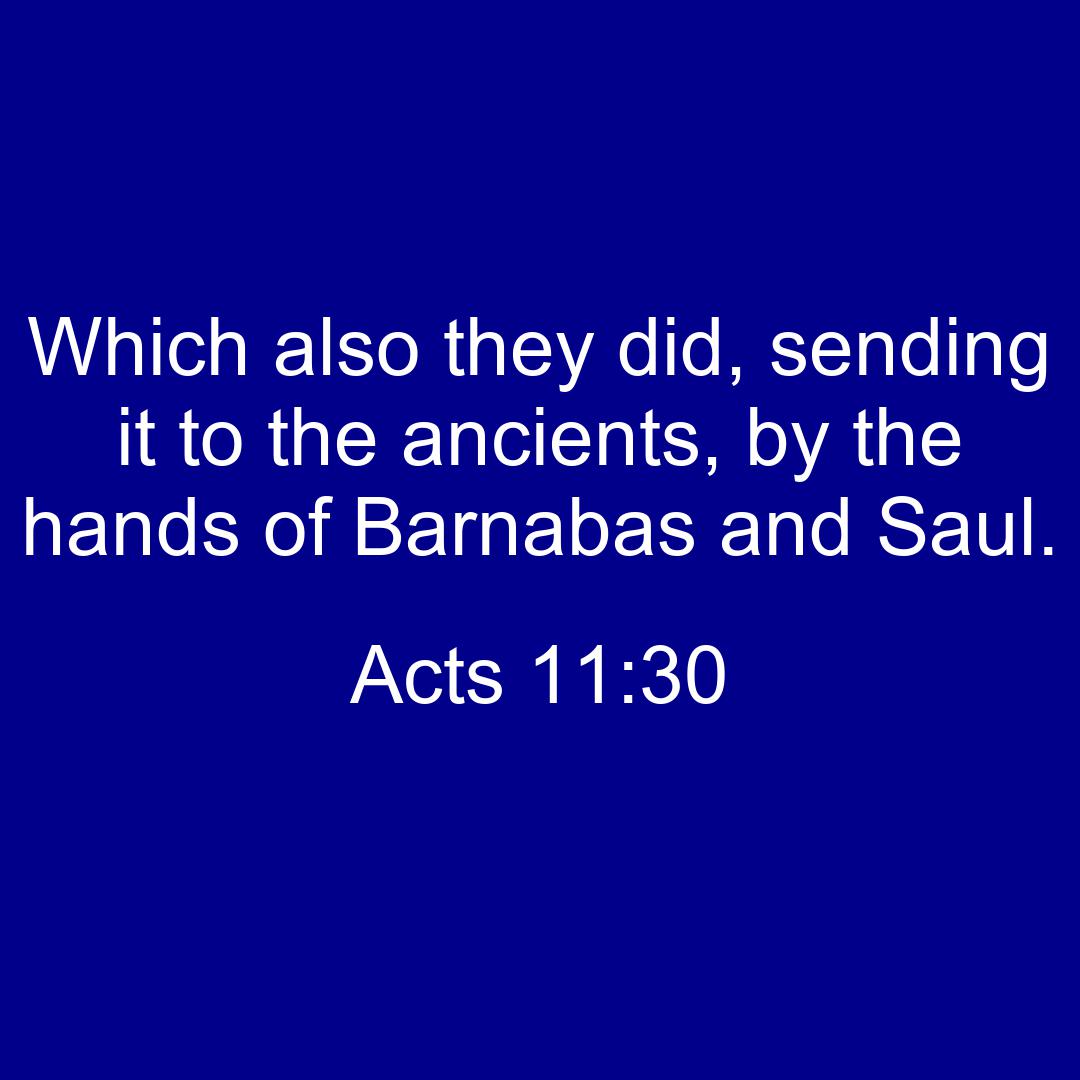 Which also they did, sending
it to the ancients, by the
hands of Barnabas and Saul.
Acts 11:30